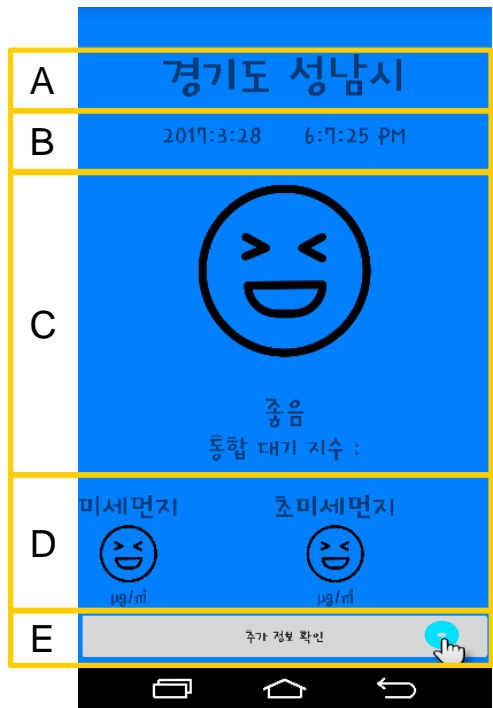 A
경기도 성남시
B
2017:3:28 6:7:25 PM
C
좋음
통합 대기 지수 :
D
미세먼지 초미세먼지
μg/㎥ μg/㎥
E
추가 정보 확인